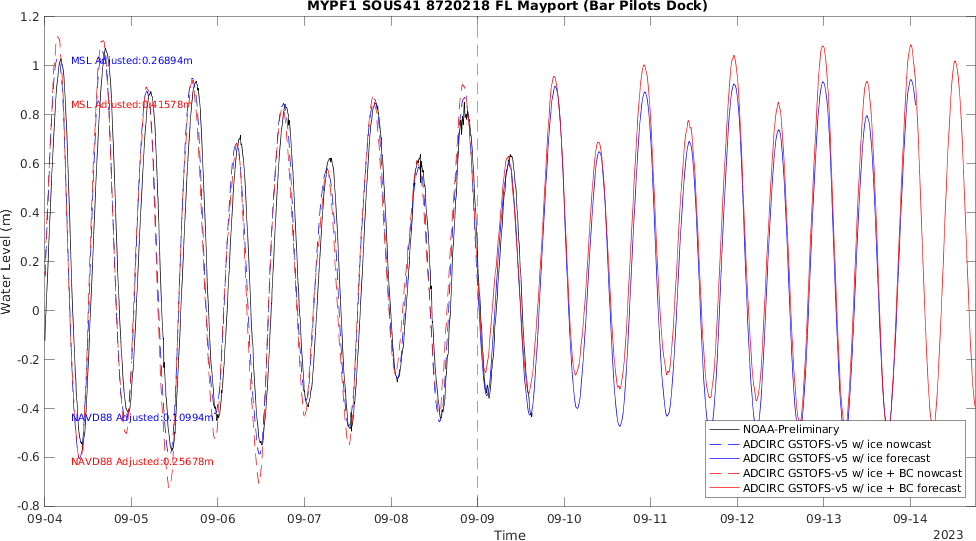 MYPF1 SOUS41 8720218 FL Mayport (Bar Pilots Dock)
1.2
1
0.8
0.6
0.4
0.2
0
-0.2
-0.4
-0.6
-0.8
Water Level (m)
MSL Adjusted:0.26894m
MSL Adjusted:0.41578m
NAVD88 Adjusted:0.10994m
NAVD88 Adjusted:0.25678m
NOAA-Preliminary
ADCIRC GSTOFS-v5 w/ ice nowcast
ADCIRC GSTOFS-v5 w/ ice forecast
ADCIRC GSTOFS-v5 w/ ice + BC nowcast
ADCIRC GSTOFS-v5 w/ ice + BC forecast
09-04 09-05 09-06 09-07 09-08 09-09 09-10 09-11 09-12 09-13 09-14
Time
2023